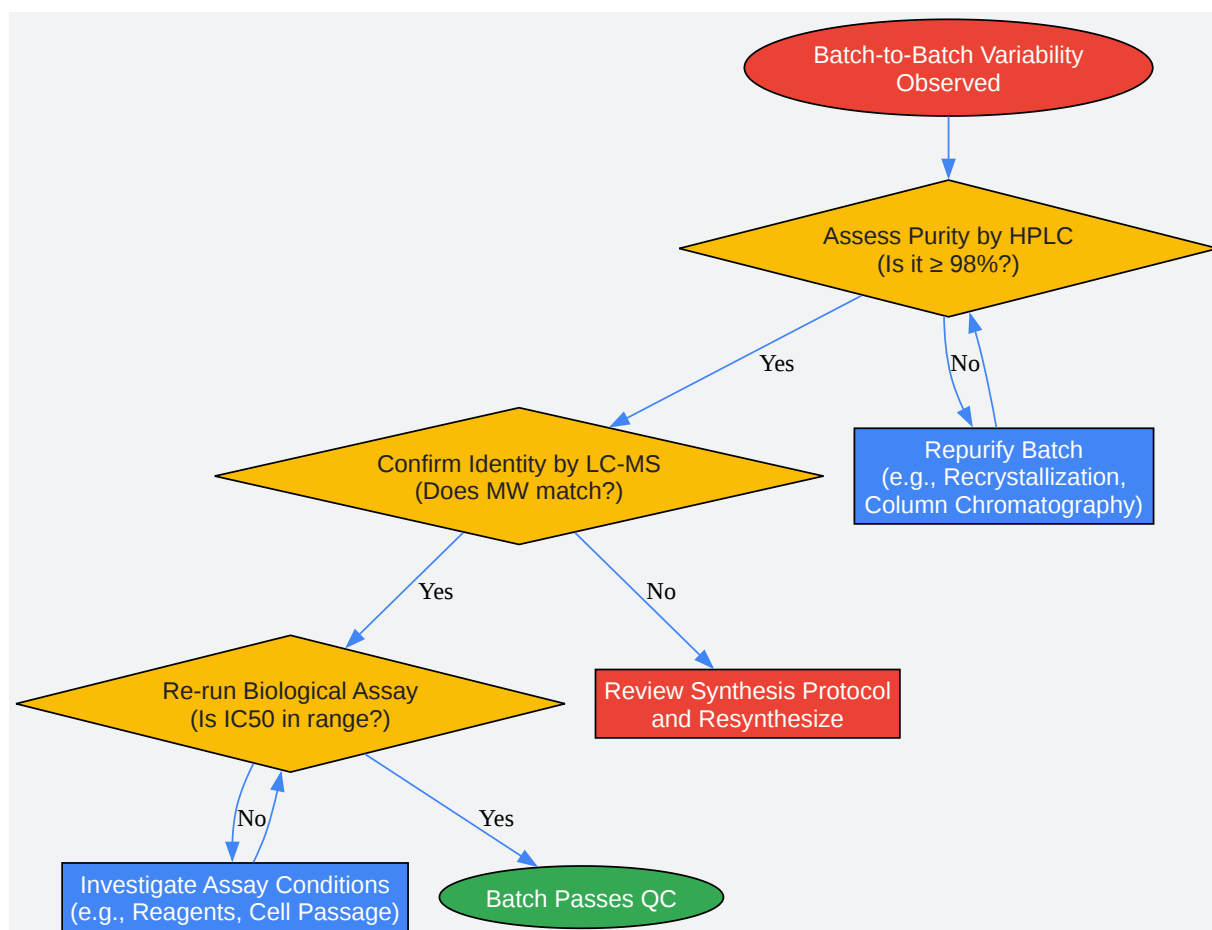 Batch-to-Batch Variability
Observed
Assess Purity by HPLC
(Is it ≥ 98%?)
Yes
No
Repurify Batch
(e.g., Recrystallization,
Column Chromatography)
Confirm Identity by LC-MS
(Does MW match?)
Yes
No
Re-run Biological Assay
(Is IC50 in range?)
Review Synthesis Protocol
and Resynthesize
No
Yes
Investigate Assay Conditions
(e.g., Reagents, Cell Passage)
Batch Passes QC